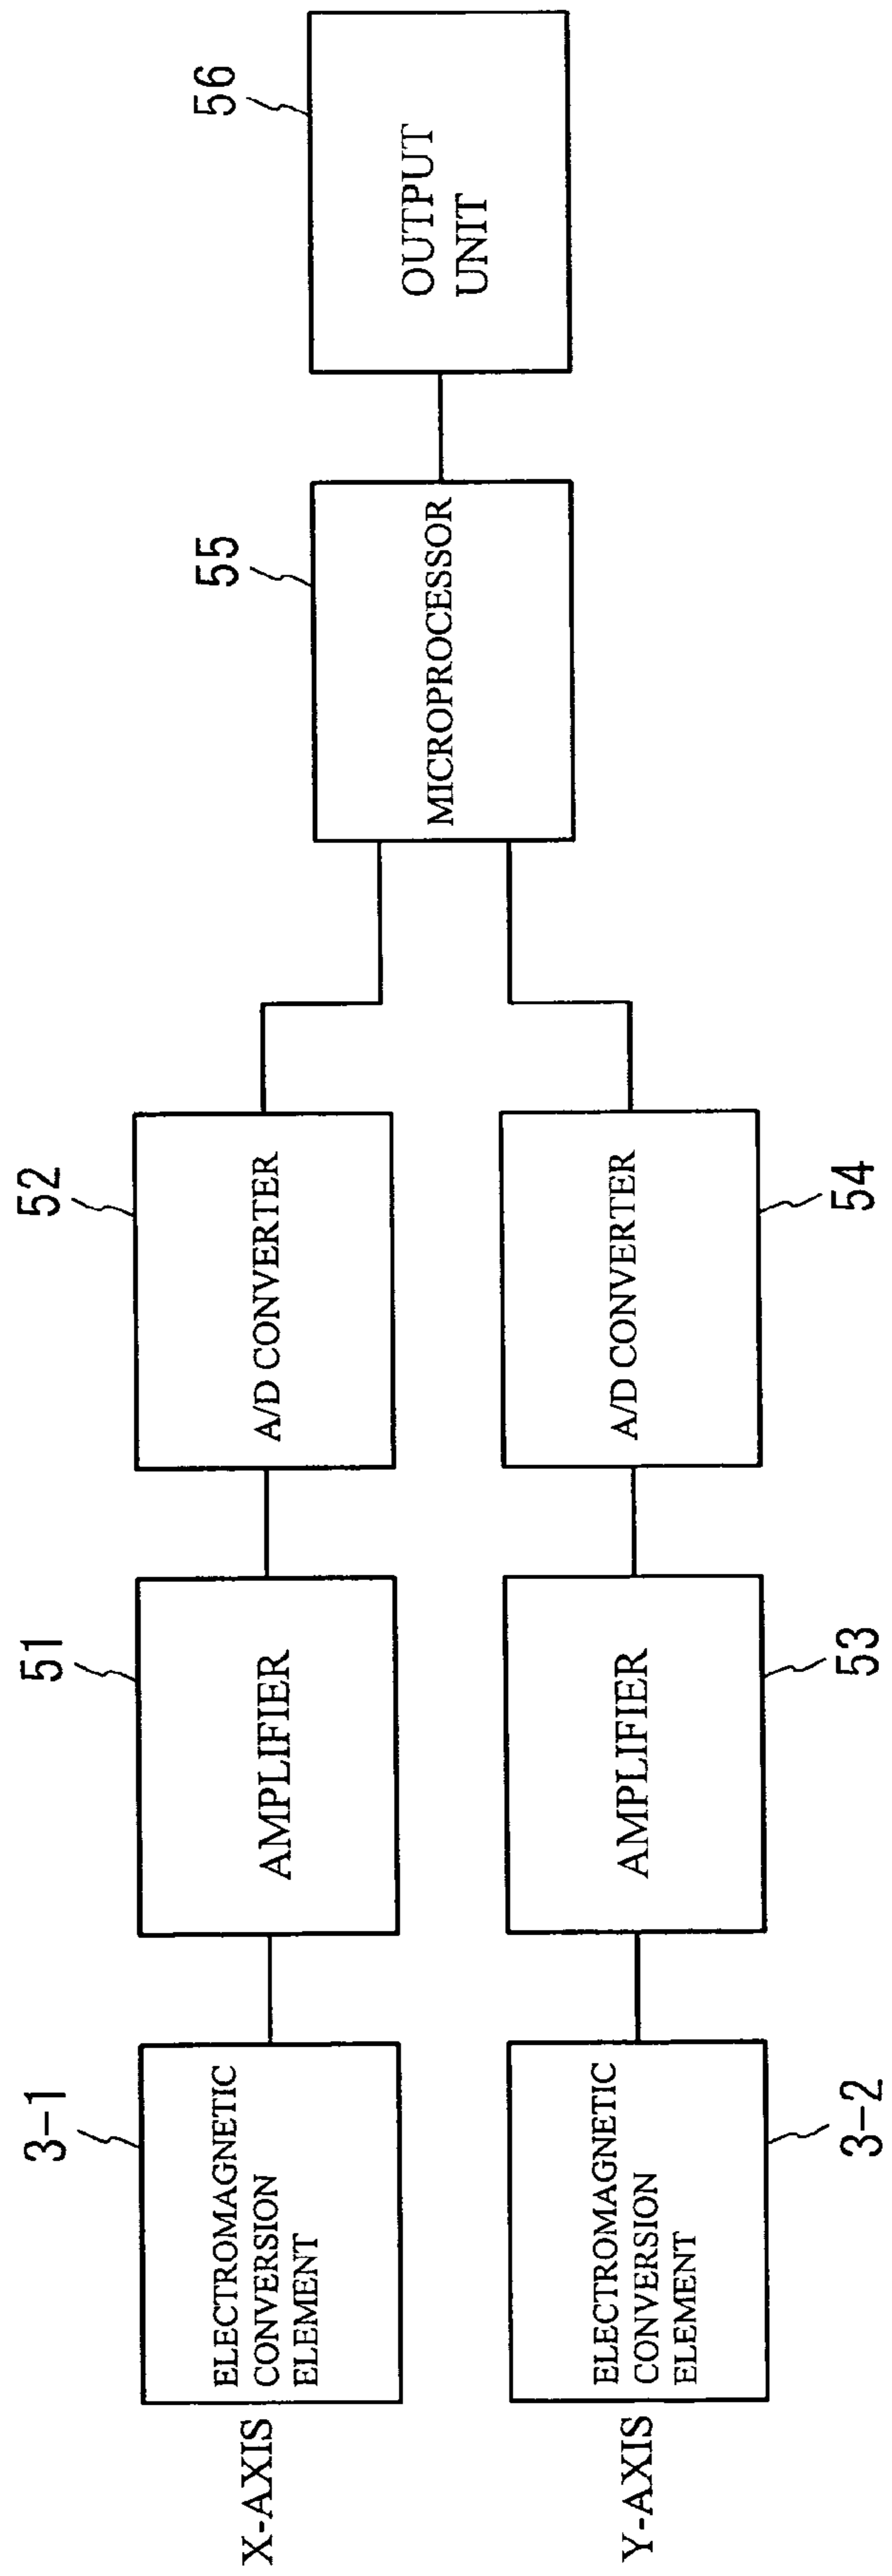 X-AXIS
3-1
ELECTROMAGNETIC
CONVERSION
ELEMENT
51
AMPLIFIER
52
A/D CONVERTER
Y-AXIS
3-2
ELECTROMAGNETIC
CONVERSION
ELEMENT
53
AMPLIFIER
54
A/D CONVERTER
55
MICROPROCESSOR
56
OUTPUT
UNIT